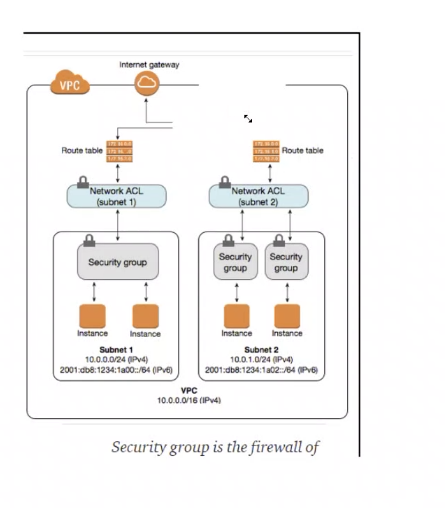 Internet gateway
VPC
Route table
Route table
Network ACL
(subnet 1)
Network ACL
(subnet 2)
Security group
Security
group
Security
group
Instance
Instance
Instance
Instance
Subnet 1
10.0.0.0/24 (IPv4)
2001:db8:1234:1a00::/64 (IPv6)
Subnet 2
10.0.1.0/24 (IPv4)
2001:db8:1234:1a02::/64 (IPv6)
VPC
10.0.0.0/16 (IPv4)
Security group is the firewall of